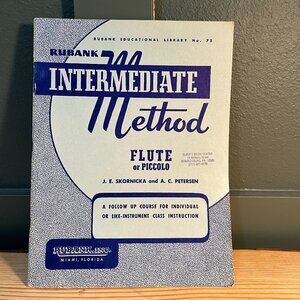 RUBANK EDUCATIONAL LIBRARY No. 75
RUBANK
INTERMEDIATE
Method
FLUTE
or PICCOLO
J. E. SKORNICKA and A. C. PETERSEN
A FOLLOW UP COURSE FOR INDIVIDUAL
OR LIKE-INSTRUMENT CLASS INSTRUCTION
RUBANK, INC.
MIAMI, FLORIDA